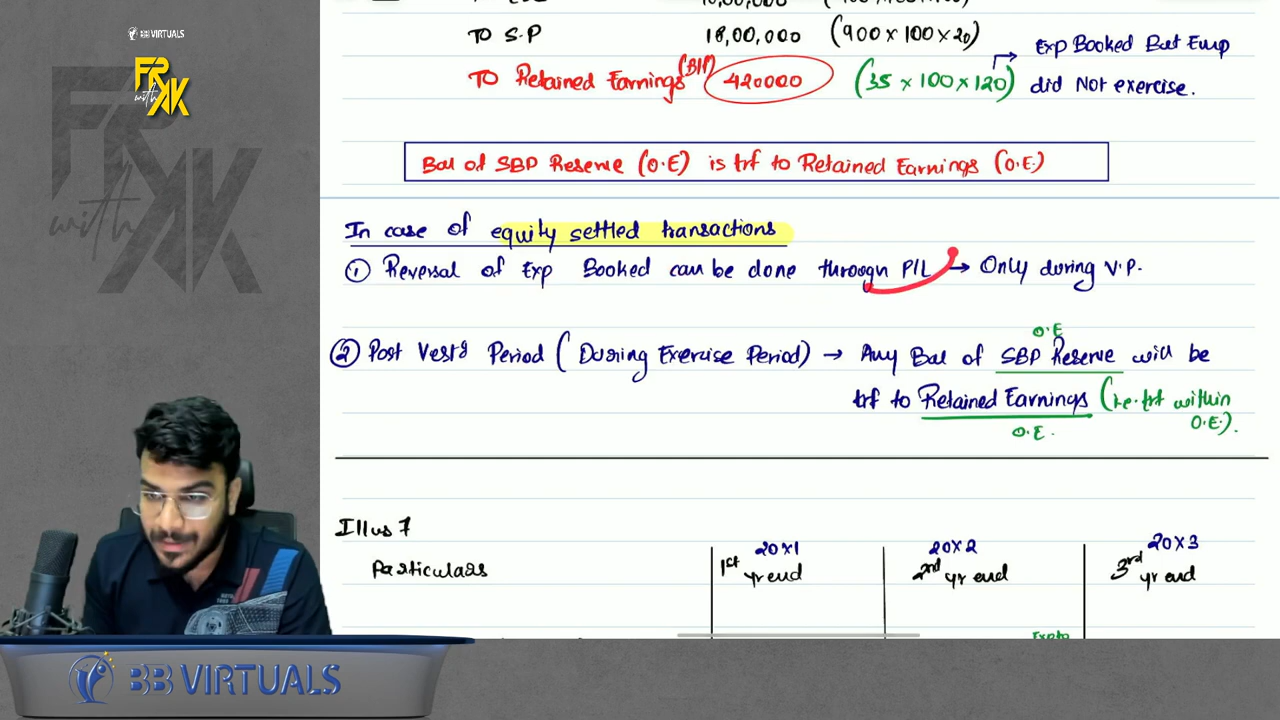 BB VIRTUALS
FR
with
AK
TO S.P 18,00,000 (900 x 100 x 20)
TO Retained Earnings (B/f) 420000 (35 x 100 x 120) → Exp Booked But Emp
did Not exercise.
Bal of SBP Reserve (O.E) is trf to Retained Earnings (O.E.)
In case of equity settled transactions
① Reversal of Exp Booked can be done through P/L → Only during V.P.
O.E
② Post Vestg Period (During Exercise Period) → Any Bal of SBP Reserve will be
trf to Retained Earnings (i.e. trf within
O.E. O.E.).
Illus 7
20X1 20X2 20X3
Particulars 1st yr end 2nd yr end 3rd yr end
BB VIRTUALS